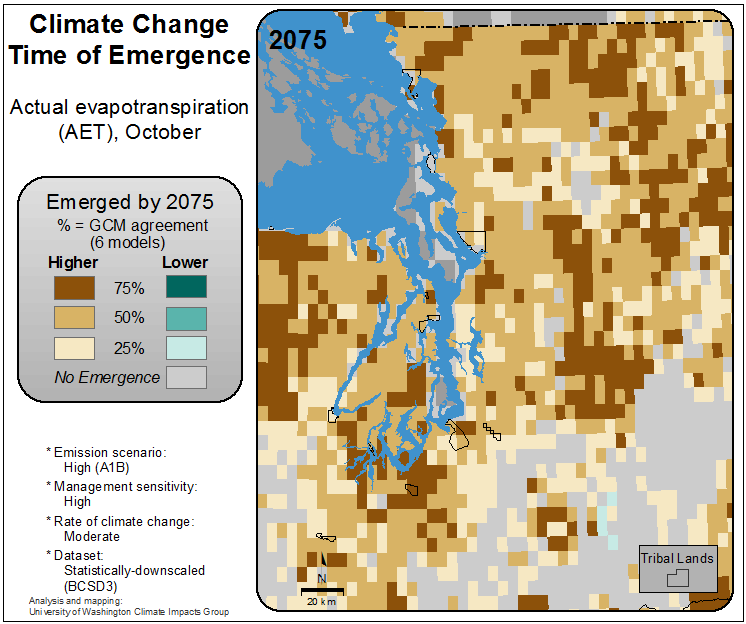 Climate Change
Time of Emergence
Actual evapotranspiration
(AET), October
Emerged by 2075
% = GCM agreement
(6 models)
Higher Lower
75%
50%
25%
No Emergence
* Emission scenario:
High (A1B)
* Management sensitivity:
High
* Rate of climate change:
Moderate
* Dataset:
Statistically-downscaled
(BCSD3)
Analysis and mapping:
University of Washington Climate Impacts Group
2075
N
20 km
Tribal Lands